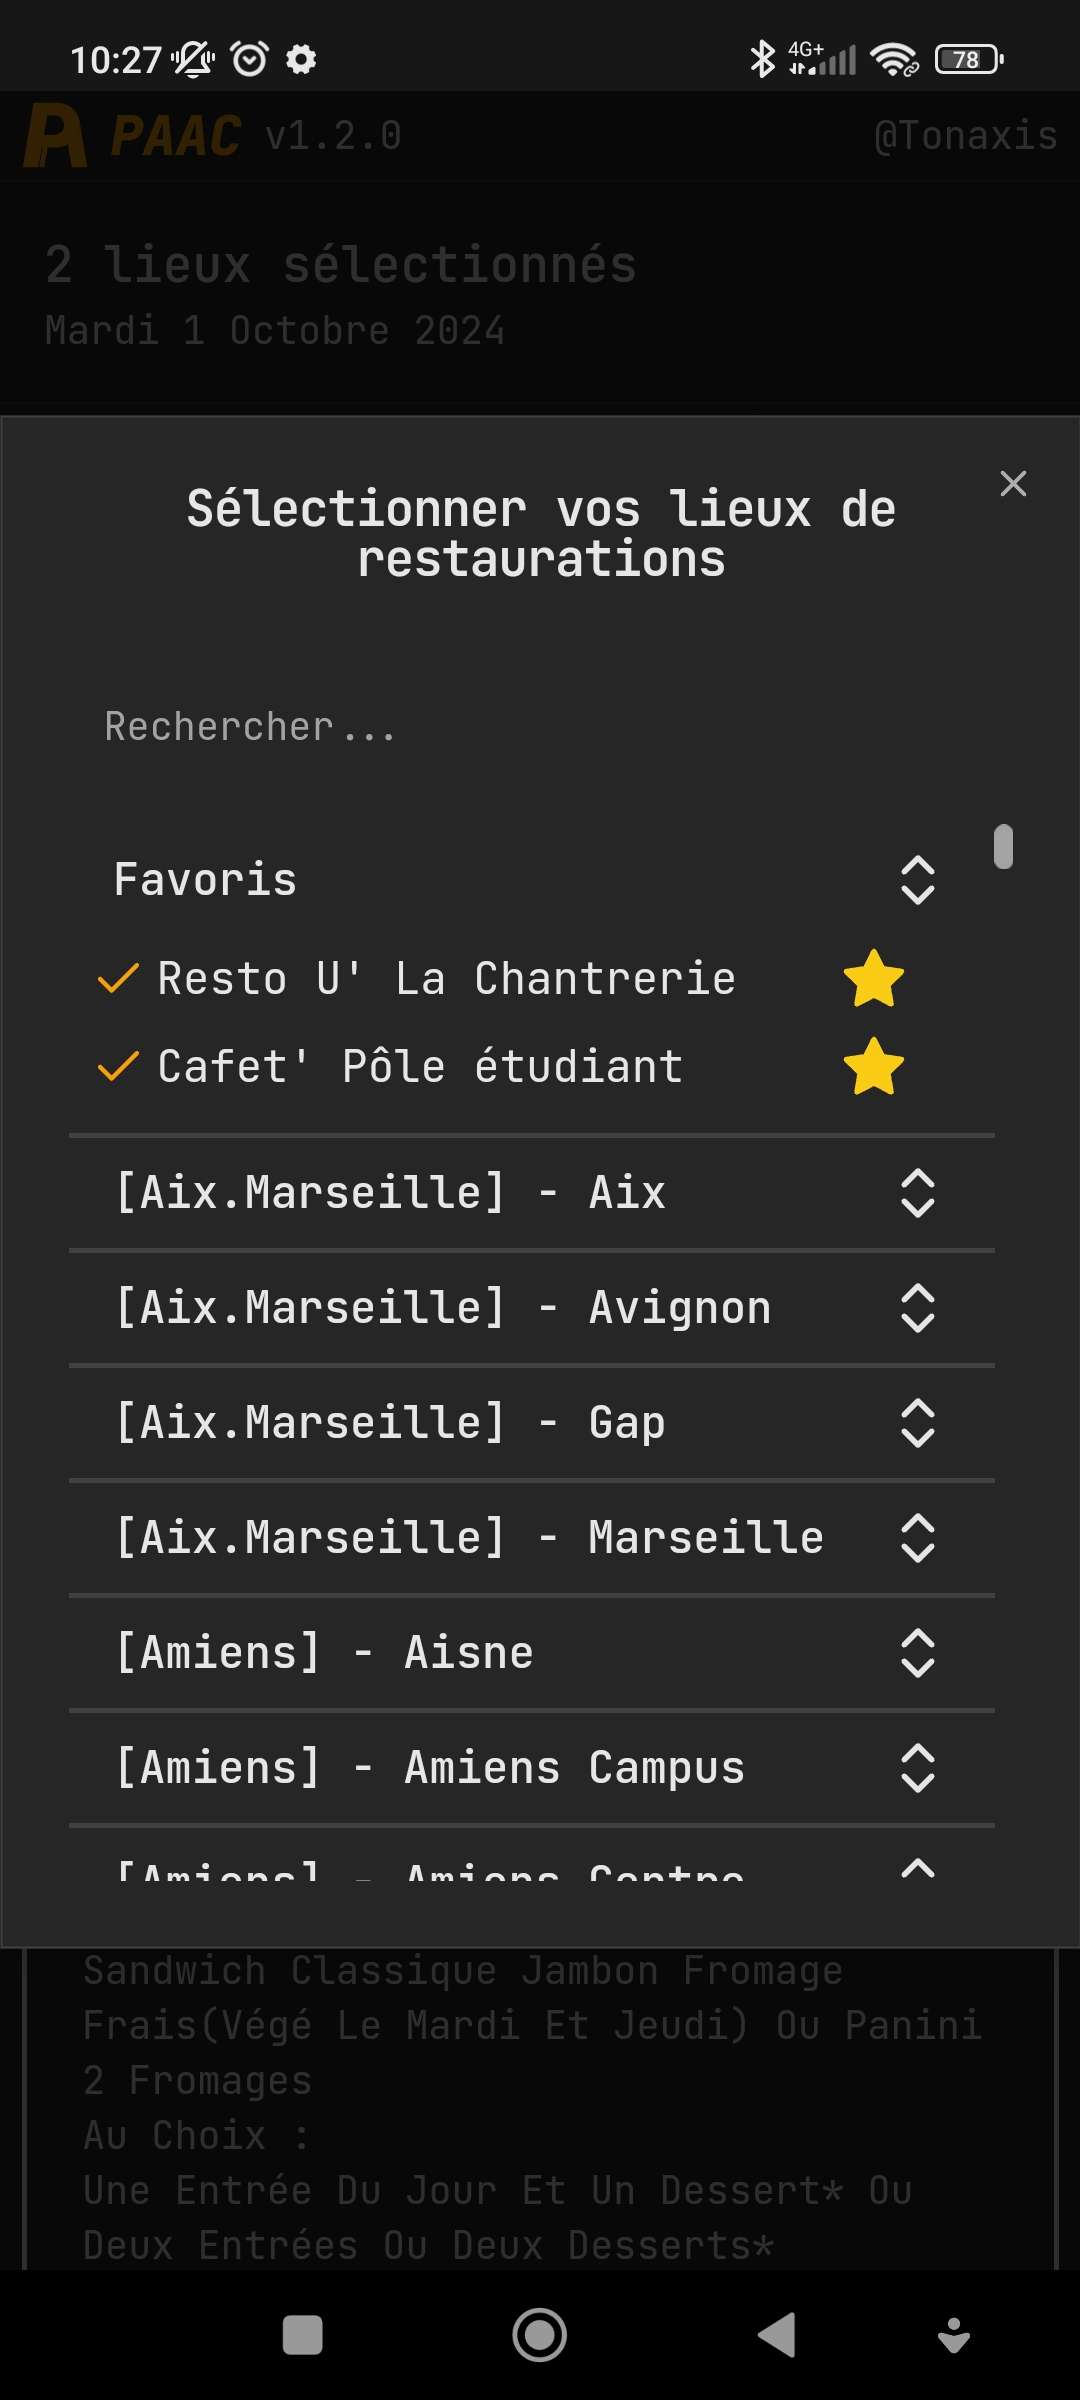 10:27
4G+
78
PAAC v1.2.0
@Tonaxis
2 lieux sélectionnés
Mardi 1 Octobre 2024
Sélectionner vos lieux de
restaurations
Rechercher...
Favoris
Resto U' La Chantrerie
Cafet' Pôle étudiant
[Aix.Marseille] - Aix
[Aix.Marseille] - Avignon
[Aix.Marseille] - Gap
[Aix.Marseille] - Marseille
[Amiens] - Aisne
[Amiens] - Amiens Campus
[Amiens] - Amiens Centre
Sandwich Classique Jambon Fromage
Frais(Végé Le Mardi Et Jeudi) Ou Panini
2 Fromages
Au Choix :
Une Entrée Du Jour Et Un Dessert* Ou
Deux Entrées Ou Deux Desserts*